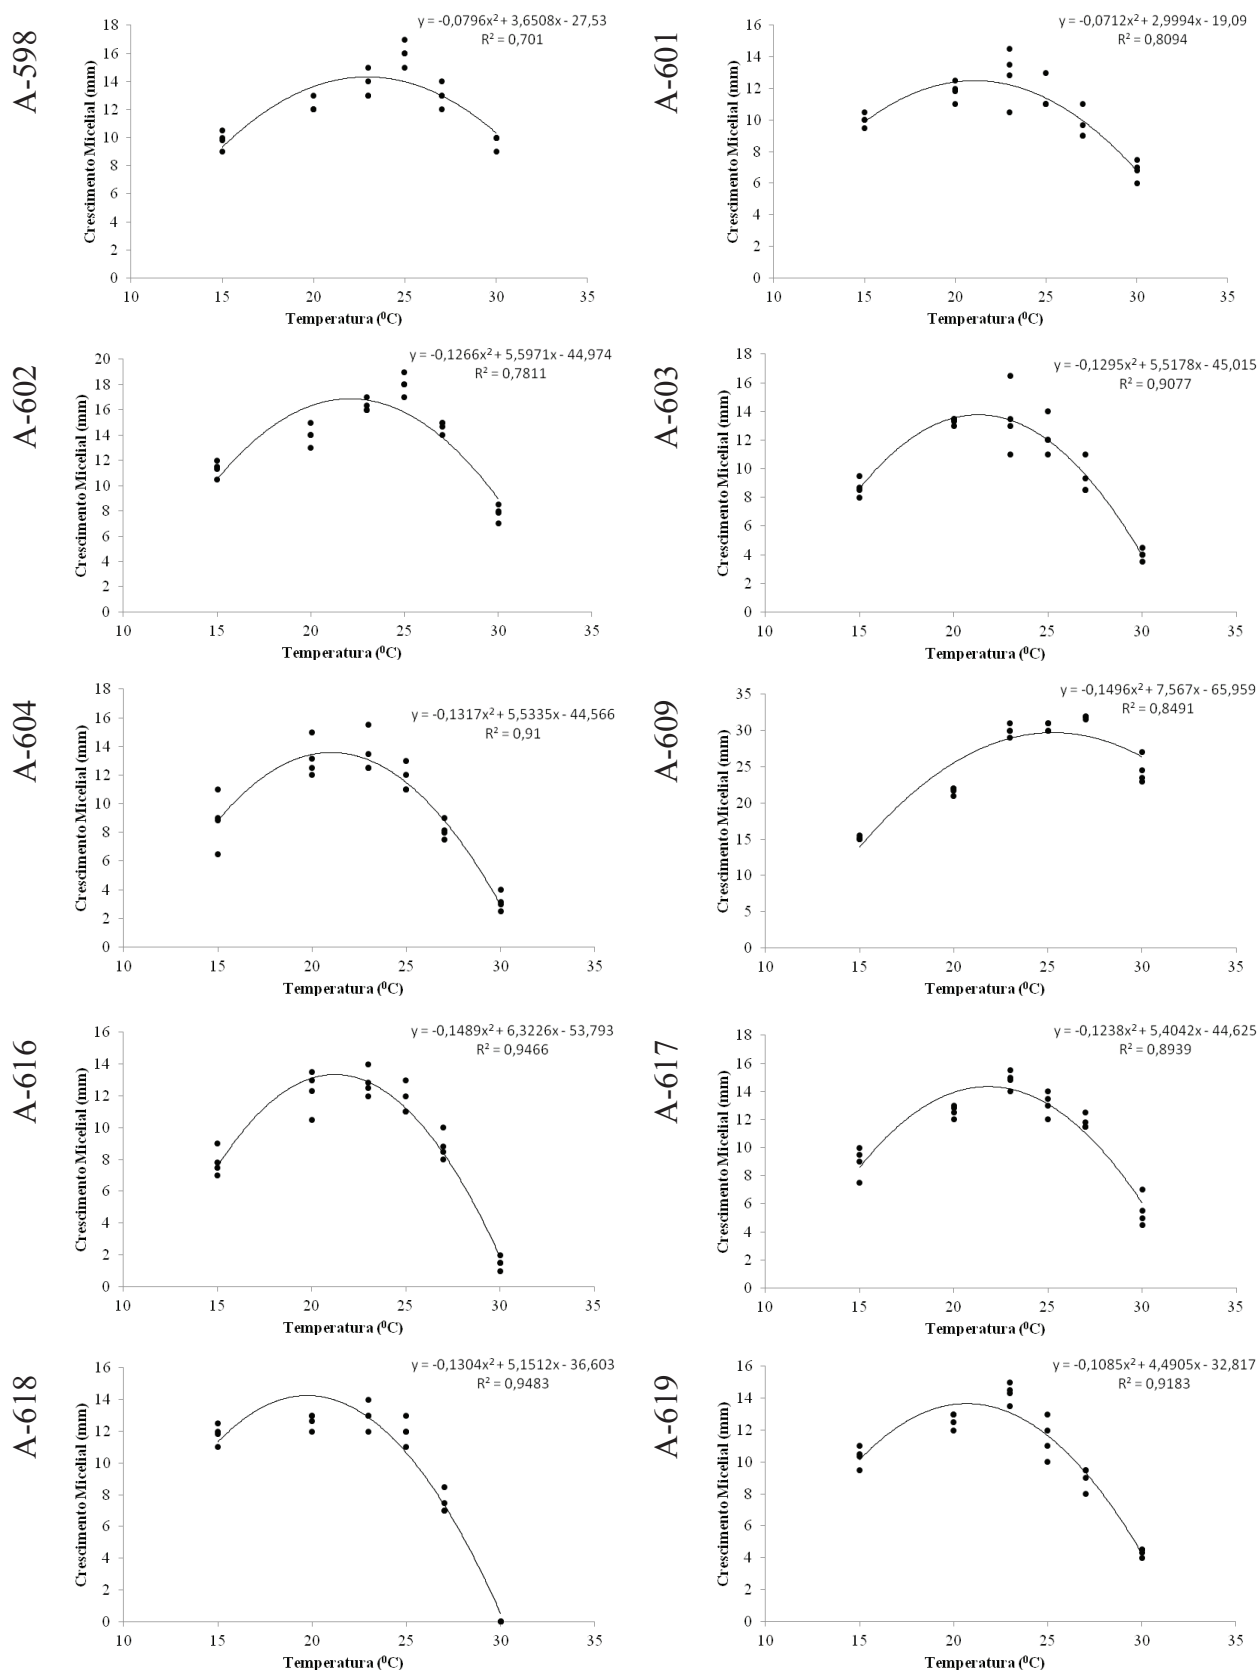 A-598
y = -0,0796x² + 3,6508x - 27,53
R² = 0,701
Crescimento Micelial (mm)
18
16
14
12
10
8
6
4
2
0
10 15 20 25 30 35
Temperatura (⁰C)
A-601
y = -0,0712x² + 2,9994x - 19,09
R² = 0,8094
Crescimento Micelial (mm)
16
14
12
10
8
6
4
2
0
10 15 20 25 30 35
Temperatura (⁰C)
A-602
y = -0,1266x² + 5,5971x - 44,974
R² = 0,7811
Crescimento Micelial (mm)
20
18
16
14
12
10
8
6
4
2
0
10 15 20 25 30 35
Temperatura (⁰C)
A-603
y = -0,1295x² + 5,5178x - 45,015
R² = 0,9077
Crescimento Micelial (mm)
18
16
14
12
10
8
6
4
2
0
10 15 20 25 30 35
Temperatura (⁰C)
A-604
y = -0,1317x² + 5,5335x - 44,566
R² = 0,91
Crescimento Micelial (mm)
18
16
14
12
10
8
6
4
2
0
10 15 20 25 30 35
Temperatura (⁰C)
A-609
y = -0,1496x² + 7,567x - 65,959
R² = 0,8491
Crescimento Micelial (mm)
35
30
25
20
15
10
5
0
10 15 20 25 30 35
Temperatura (⁰C)
A-616
y = -0,1489x² + 6,3226x - 53,793
R² = 0,9466
Crescimento Micelial (mm)
16
14
12
10
8
6
4
2
0
10 15 20 25 30 35
Temperatura (⁰C)
A-617
y = -0,1238x² + 5,4042x - 44,625
R² = 0,8939
Crescimento Micelial (mm)
18
16
14
12
10
8
6
4
2
0
10 15 20 25 30 35
Temperatura (⁰C)
A-618
y = -0,1304x² + 5,1512x - 36,603
R² = 0,9483
Crescimento Micelial (mm)
16
14
12
10
8
6
4
2
0
10 15 20 25 30 35
Temperatura (⁰C)
A-619
y = -0,1085x² + 4,4905x - 32,817
R² = 0,9183
Crescimento Micelial (mm)
16
14
12
10
8
6
4
2
0
10 15 20 25 30 35
Temperatura (⁰C)